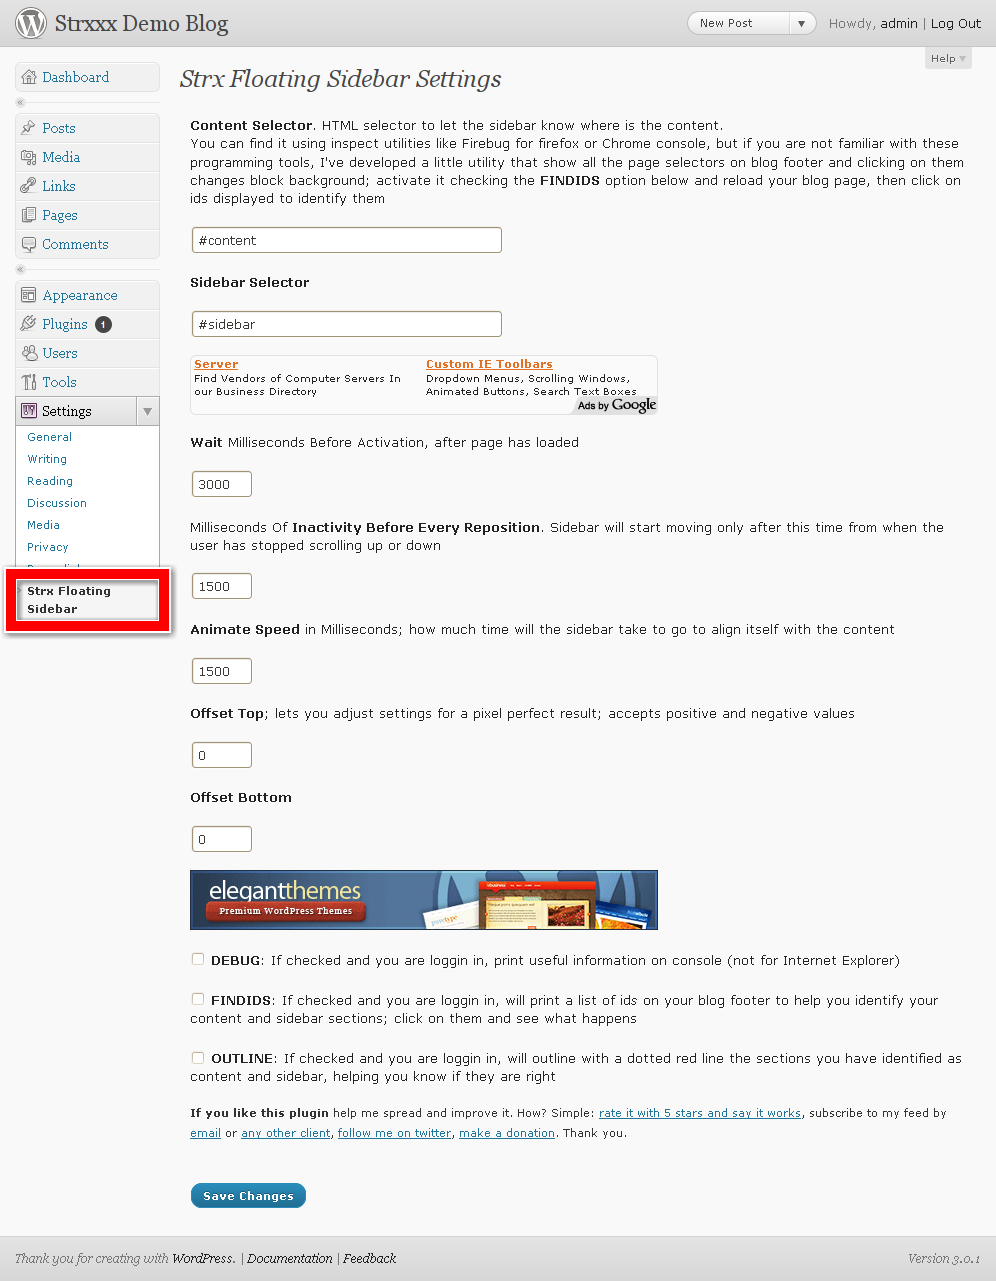 Strxxx Demo Blog
New Post
Howdy, admin | Log Out
Help
Dashboard
Posts
Media
Links
Pages
Comments
Appearance
Plugins 1
Users
Tools
Settings
General
Writing
Reading
Discussion
Media
Privacy
Strx Floating
Sidebar
Strx Floating Sidebar Settings
Content Selector. HTML selector to let the sidebar know where is the content.
You can find it using inspect utilities like Firebug for firefox or Chrome console, but if you are not familiar with these
programming tools, I've developed a little utility that show all the page selectors on blog footer and clicking on them
changes block background; activate it checking the FINDIDS option below and reload your blog page, then click on
ids displayed to identify them
#content
Sidebar Selector
#sidebar
Server
Find Vendors of Computer Servers In
our Business Directory
Custom IE Toolbars
Dropdown Menus, Scrolling Windows,
Animated Buttons, Search Text Boxes
Ads by Google
Wait Milliseconds Before Activation, after page has loaded
3000
Milliseconds Of Inactivity Before Every Reposition. Sidebar will start moving only after this time from when the
user has stopped scrolling up or down
1500
Animate Speed in Milliseconds; how much time will the sidebar take to go to align itself with the content
1500
Offset Top; lets you adjust settings for a pixel perfect result; accepts positive and negative values
0
Offset Bottom
0
elegantthemes
Premium WordPress Themes
DEBUG: If checked and you are loggin in, print useful information on console (not for Internet Explorer)
FINDIDS: If checked and you are loggin in, will print a list of ids on your blog footer to help you identify your
content and sidebar sections; click on them and see what happens
OUTLINE: If checked and you are loggin in, will outline with a dotted red line the sections you have identified as
content and sidebar, helping you know if they are right
If you like this plugin help me spread and improve it. How? Simple: rate it with 5 stars and say it works, subscribe to my feed by
email or any other client, follow me on twitter, make a donation. Thank you.
Save Changes
Thank you for creating with WordPress. | Documentation | Feedback
Version 3.0.1